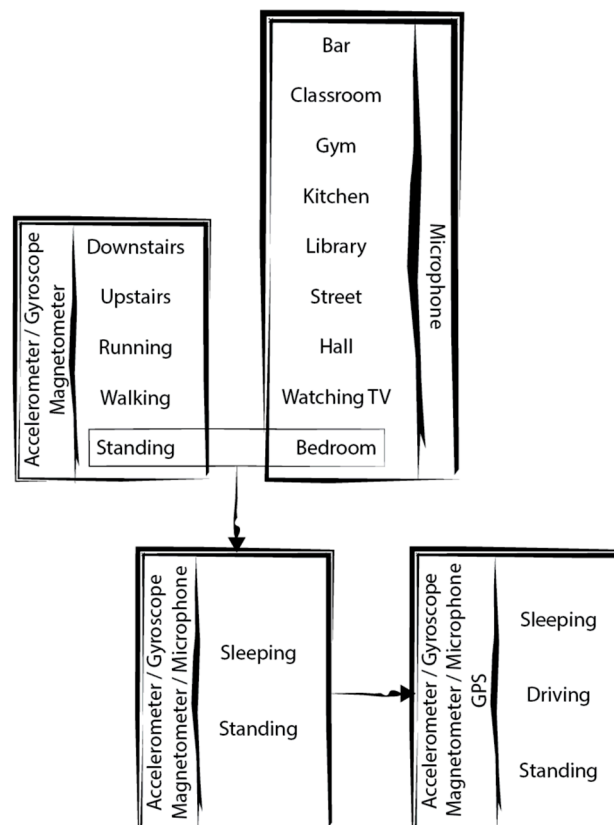 Bar
Classroom
Gym
Kitchen
Library
Street
Hall
Watching TV
Bedroom
Microphone
Accelerometer / Gyroscope
Magnetometer
Downstairs
Upstairs
Running
Walking
Standing
Accelerometer / Gyroscope
Magnetometer / Microphone
Sleeping
Standing
Accelerometer / Gyroscope
Magnetometer / Microphone
GPS
Sleeping
Driving
Standing